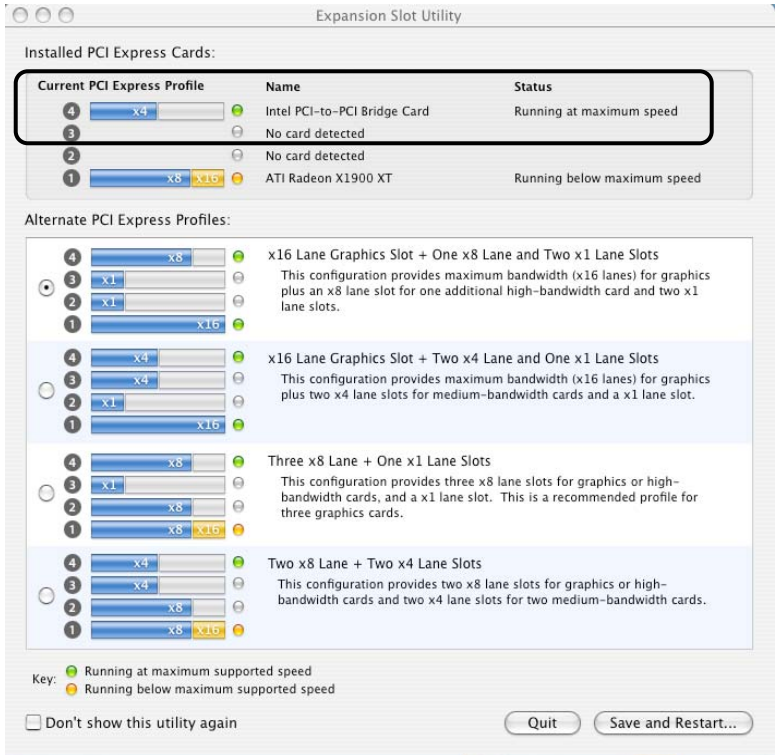 Expansion Slot Utility
Installed PCI Express Cards:
Current PCI Express Profile Name Status
4 x4 Intel PCI-to-PCI Bridge Card Running at maximum speed
3 No card detected
2 No card detected
1 x8 x16 ATI Radeon X1900 XT Running below maximum speed
Alternate PCI Express Profiles:
4 x8 x16 Lane Graphics Slot + One x8 Lane and Two x1 Lane Slots
3 x1 This configuration provides maximum bandwidth (x16 lanes) for graphics
2 x1 plus an x8 lane slot for one additional high-bandwidth card and two x1
lane slots.
1 x16
4 x4 x16 Lane Graphics Slot + Two x4 Lane and One x1 Lane Slots
3 x4 This configuration provides maximum bandwidth (x16 lanes) for graphics
2 x1 plus two x4 lane slots for medium-bandwidth cards and a x1 lane slot.
1 x16
4 x8 Three x8 Lane + One x1 Lane Slots
3 x1 This configuration provides three x8 lane slots for graphics or high-
2 x8 bandwidth cards, and a x1 lane slot. This is a recommended profile for
three graphics cards.
1 x8 x16
4 x4 Two x8 Lane + Two x4 Lane Slots
3 x4 This configuration provides two x8 lane slots for graphics or high-
2 x8 bandwidth cards and two x4 lane slots for two medium-bandwidth cards.
1 x8 x16
Key: Running at maximum supported speed
Running below maximum supported speed
Don't show this utility again Quit Save and Restart...